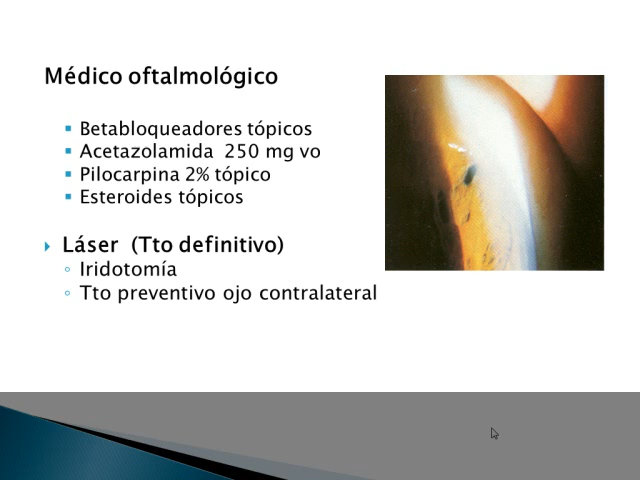 Médico oftalmológico
Betabloqueadores tópicos
Acetazolamida 250 mg vo
Pilocarpina 2% tópico
Esteroides tópicos
Láser (Tto definitivo)
Iridotomía
Tto preventivo ojo contralateral